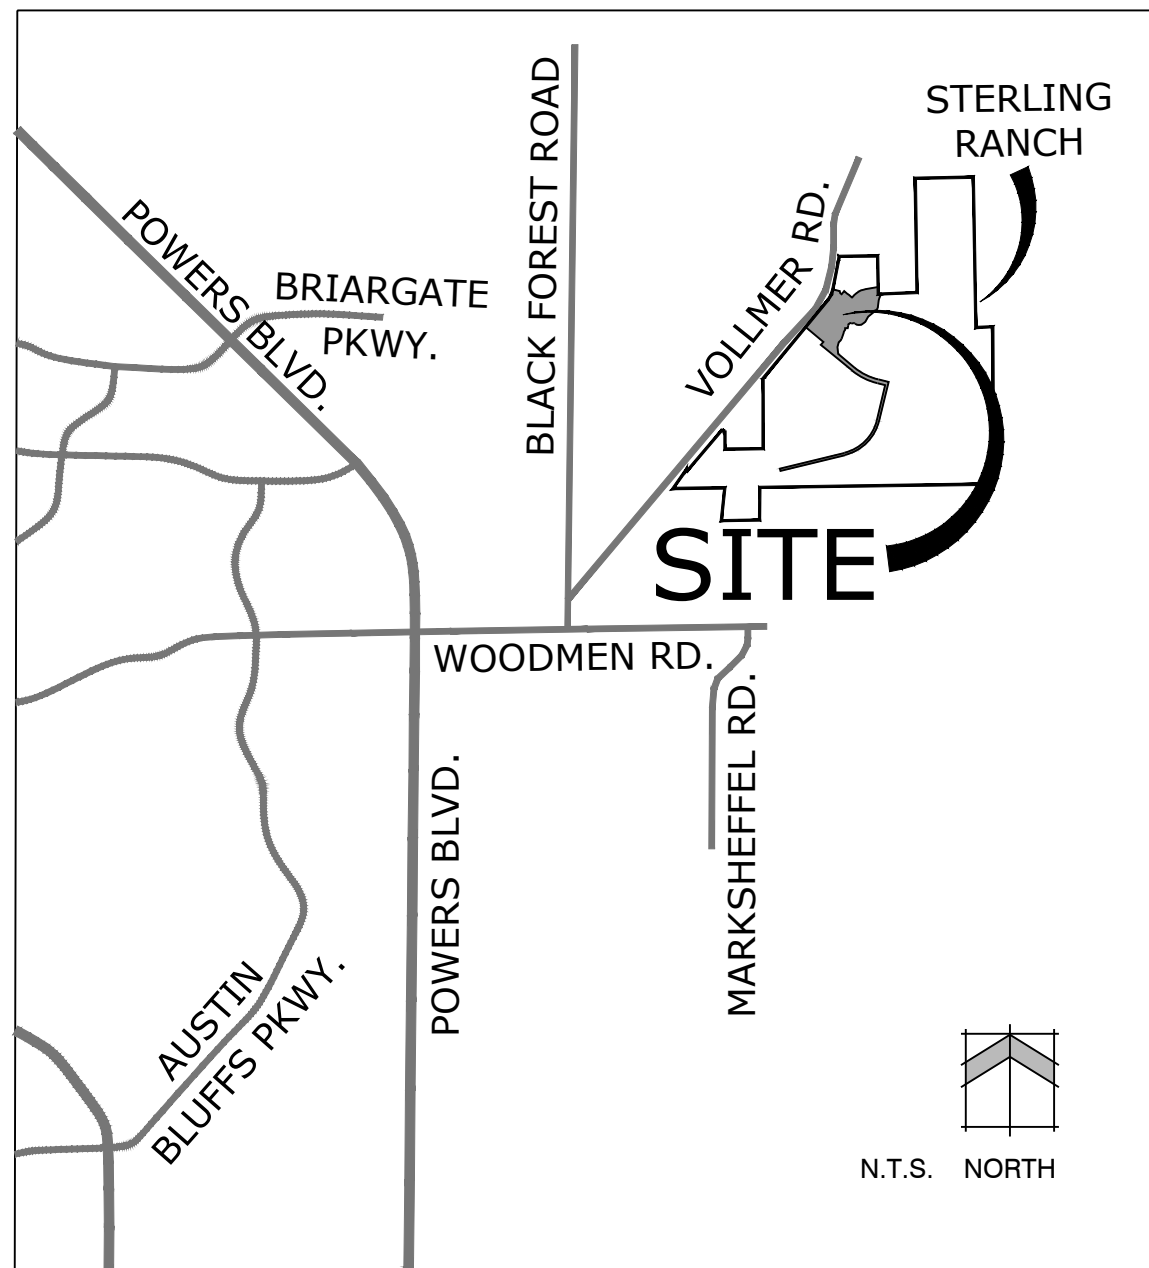 STERLING
RANCH
BLACK FOREST ROAD
VOLLMER RD.
POWERS BLVD.
BRIARGATE
PKWY.
SITE
WOODMEN RD.
MARKSHEFFEL RD.
POWERS BLVD.
AUSTIN
BLUFFS PKWY.
N.T.S.
NORTH